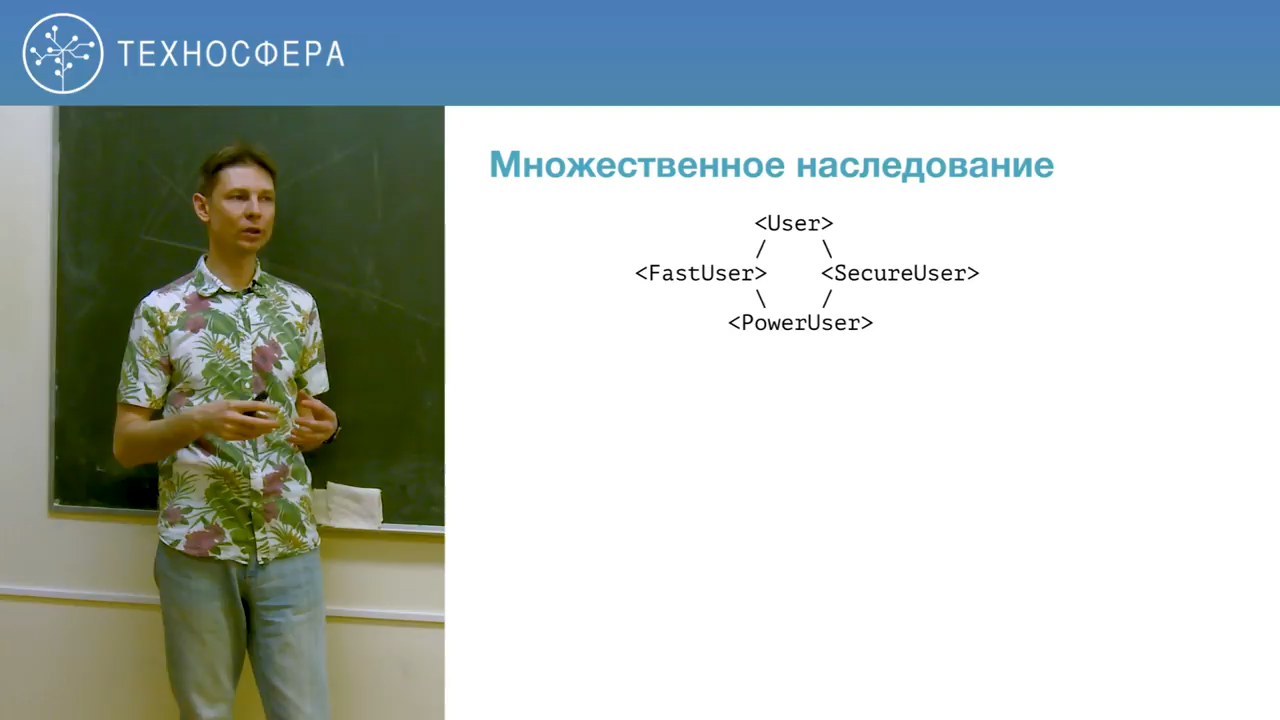 ТЕХНОСФЕРА
Множественное наследование
<User>
/ \
<FastUser> <SecureUser>
\ /
<PowerUser>